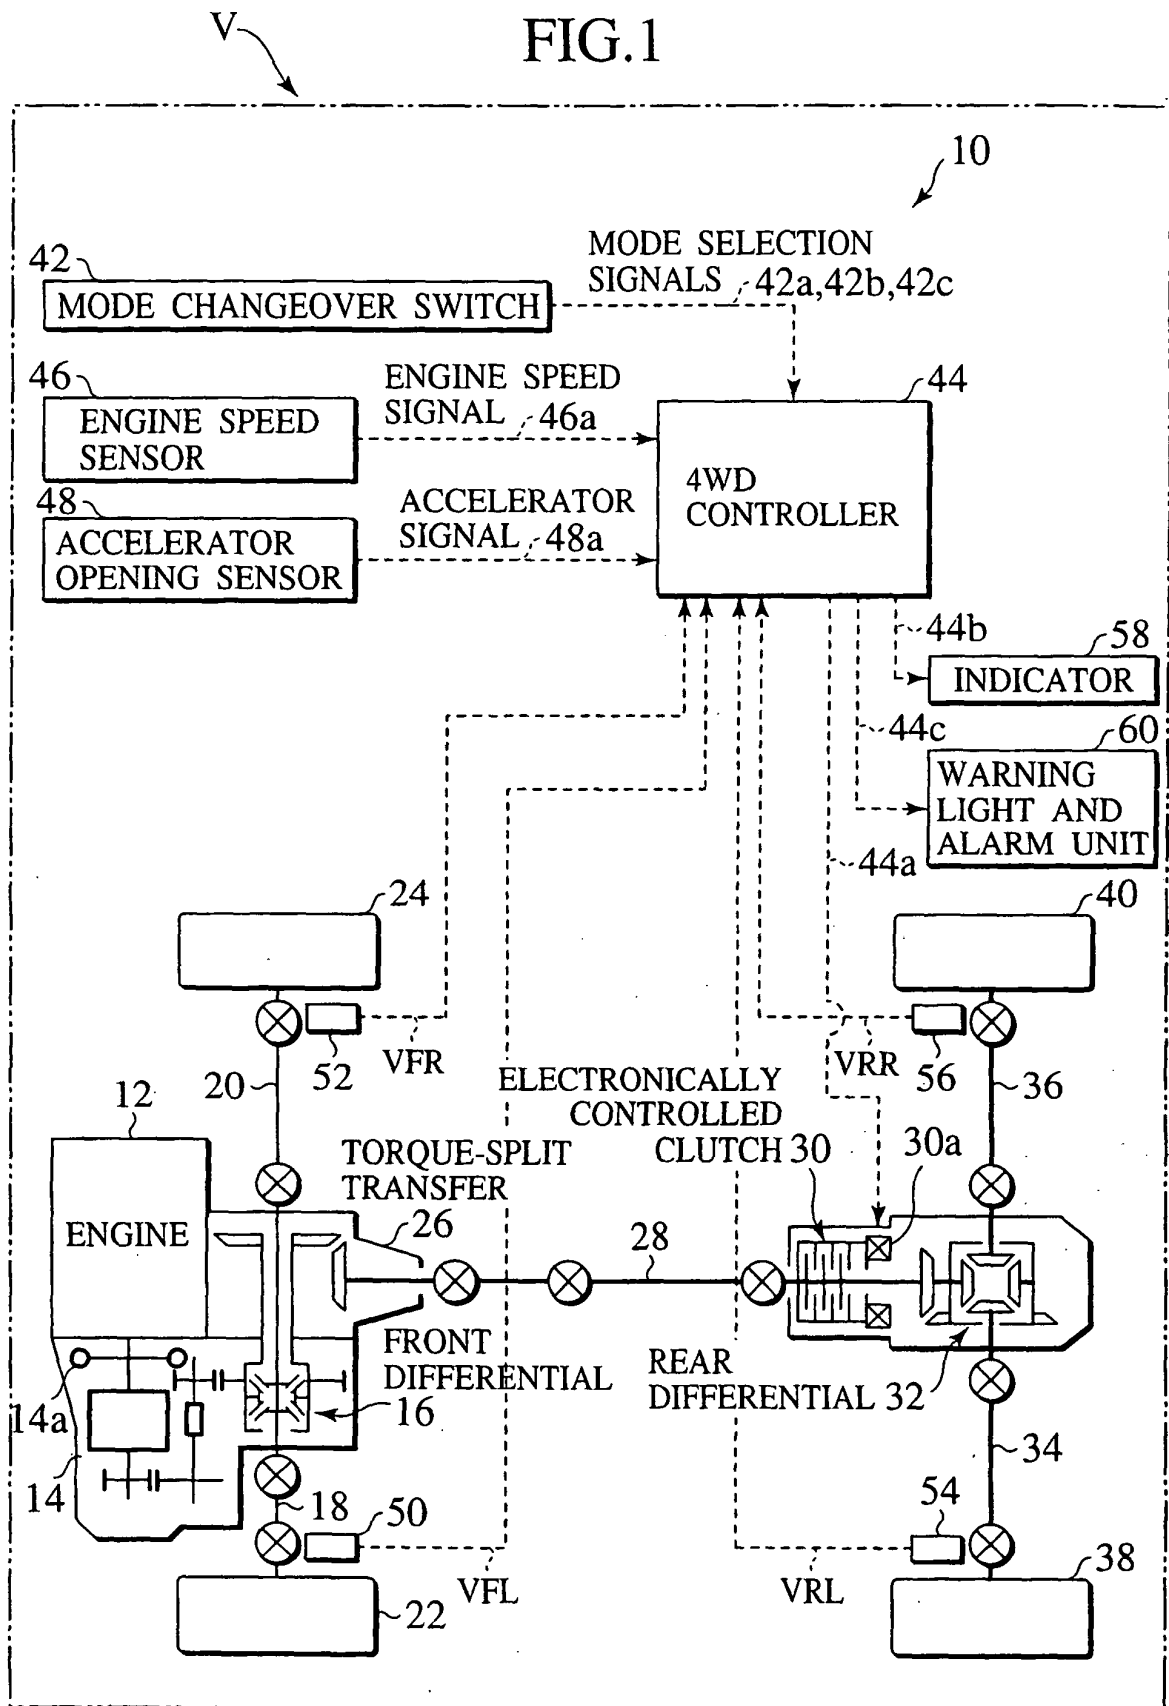 FIG.1
V
10
MODE SELECTION
SIGNALS
42a,42b,42c
42
MODE CHANGEOVER SWITCH
46
ENGINE SPEED
SENSOR
ENGINE SPEED
SIGNAL
46a
44
4WD
CONTROLLER
48
ACCELERATOR
OPENING SENSOR
ACCELERATOR
SIGNAL
48a
44b
58
INDICATOR
44c
60
WARNING
LIGHT AND
ALARM UNIT
44a
24
40
52
VFR
VRR
56
20
36
12
ENGINE
ELECTRONICALLY
CONTROLLED
CLUTCH 30
30a
TORQUE-SPLIT
TRANSFER
26
28
FRONT
DIFFERENTIAL
16
REAR
DIFFERENTIAL 32
14a
14
34
18
50
54
VFL
VRL
22
38